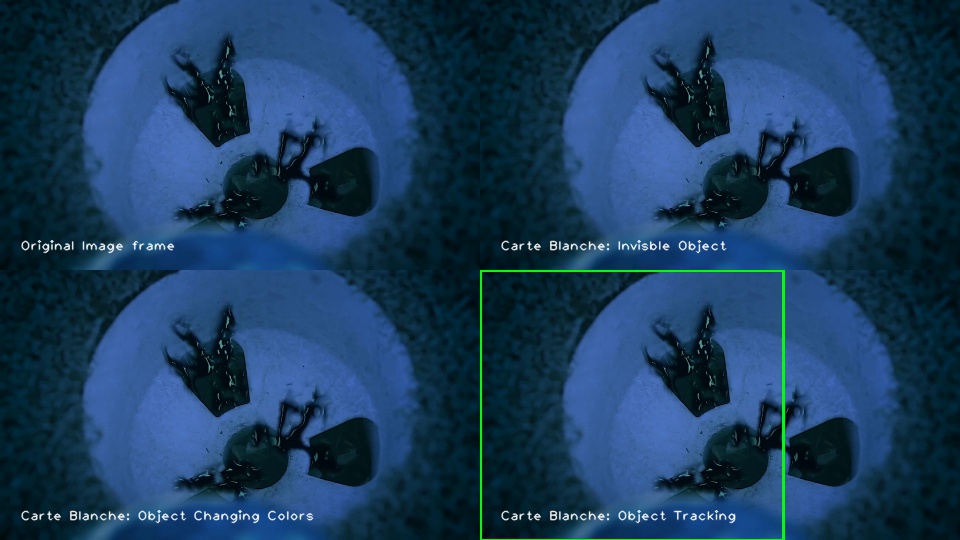 Original Image frame
Carte Blanche: Invisble Object
Carte Blanche: Object Changing Colors
Carte Blanche: Object Tracking